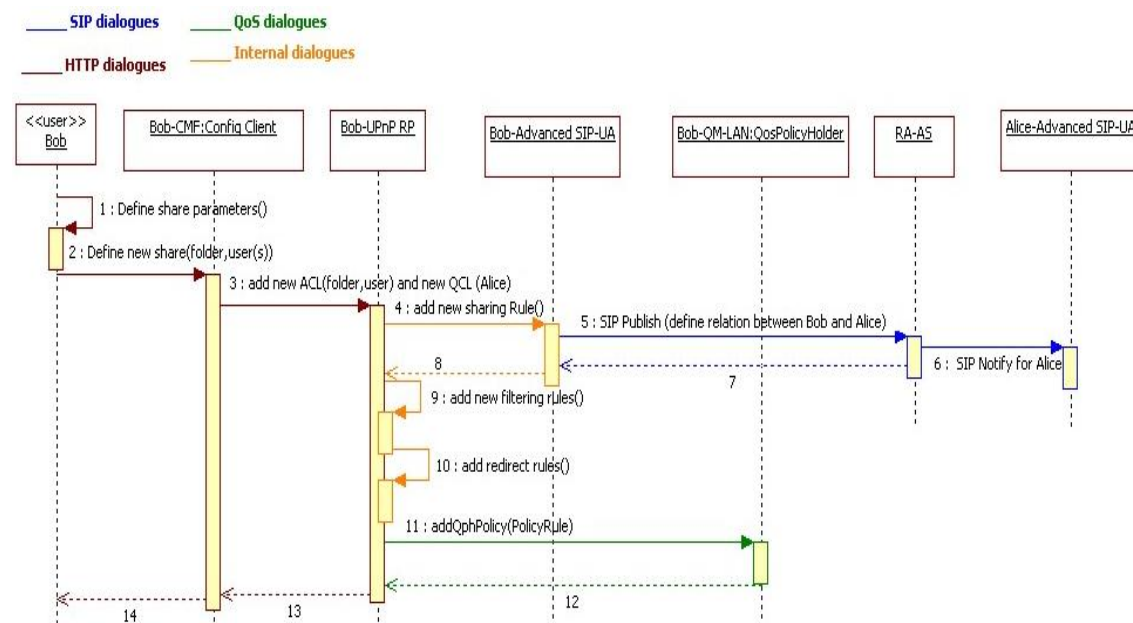 SIP dialogues
QoS dialogues
HTTP dialogues
Internal dialogues
<<user>>
Bob
Bob-CMF:Config Client
Bob-UPnP RP
Bob-Advanced SIP-UA
Bob-QM-LAN:QosPolicyHolder
RA-AS
Alice-Advanced SIP-UA
1 : Define share parameters()
2 : Define new share(folder,user(s))
3 : add new ACL(folder,user) and new QCL (Alice)
4 : add new sharing Rule()
5 : SIP Publish (define relation between Bob and Alice)
6 : SIP Notify for Alice
7
8
9 : add new filtering rules()
10 : add redirect rules()
11 : addQphPolicy(PolicyRule)
12
13
14